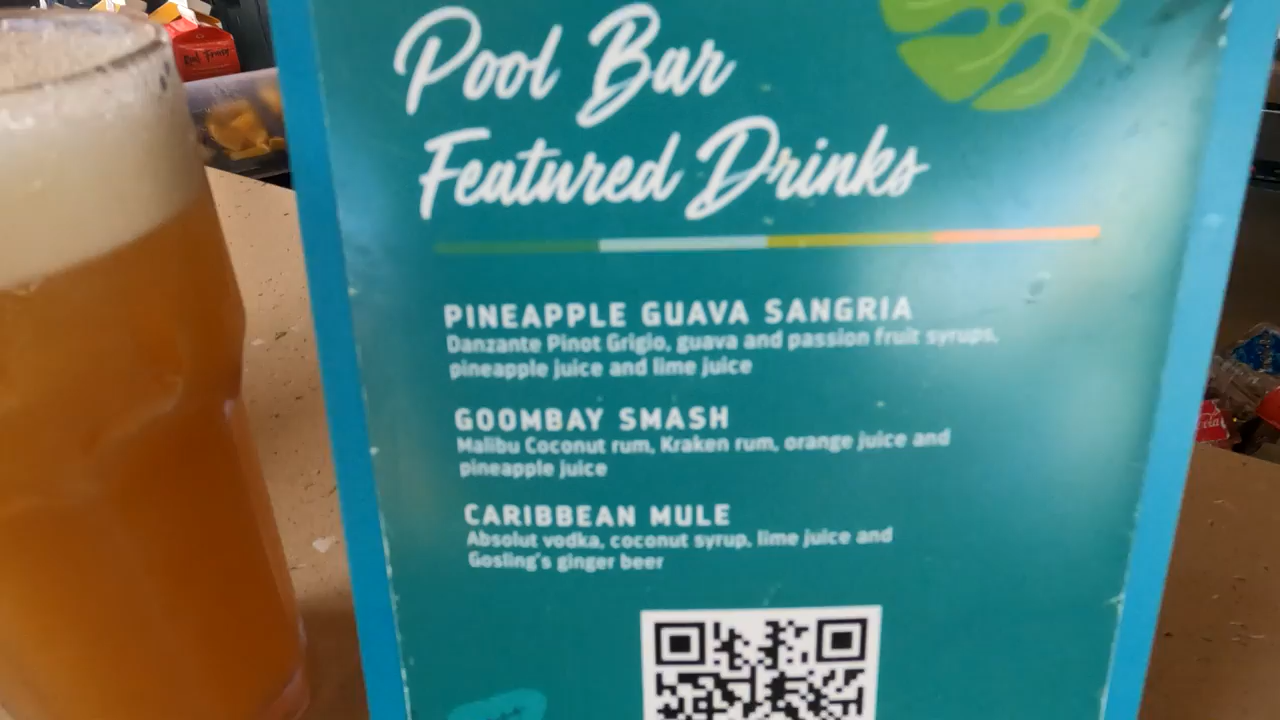 Pool Bar
Featured Drinks
PINEAPPLE GUAVA SANGRIA
Danzante Pinot Grigio, guava and passion fruit syrups,
pineapple juice and lime juice
GOOMBAY SMASH
Malibu Coconut rum, Kraken rum, orange juice and
pineapple juice
CARIBBEAN MULE
Absolut vodka, coconut syrup, lime juice and
Gosling's ginger beer